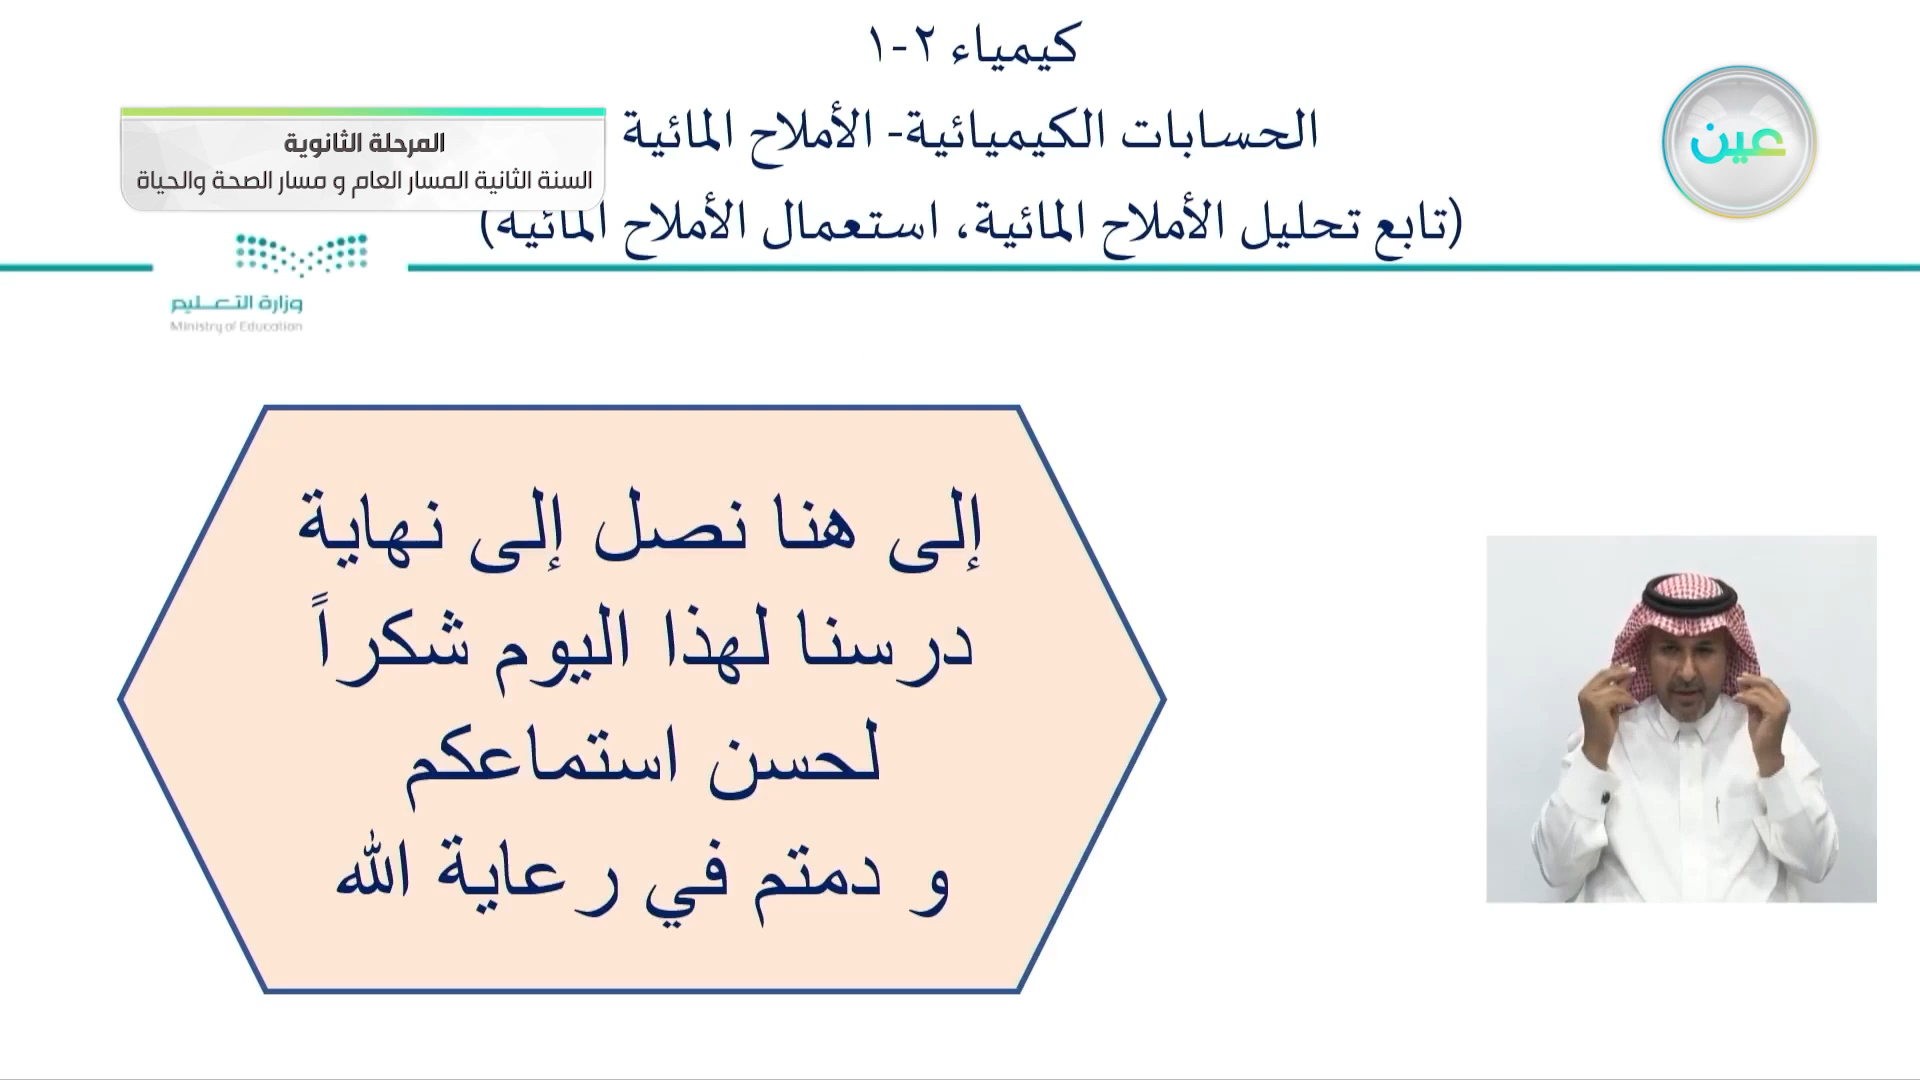 كيمياء ٢-١
الحسابات الكيميائية- الأملاح المائية
(تابع تحليل الأملاح المائية، استعمال الأملاح المائية)
المرحلة الثانوية
السنة الثانية المسار العام و مسار الصحة والحياة
عين
وزارة التعليم
Ministry of Education
إلى هنا نصل إلى نهاية
درسنا لهذا اليوم شكراً
لحسن استماعكم
و دمتم في رعاية الله